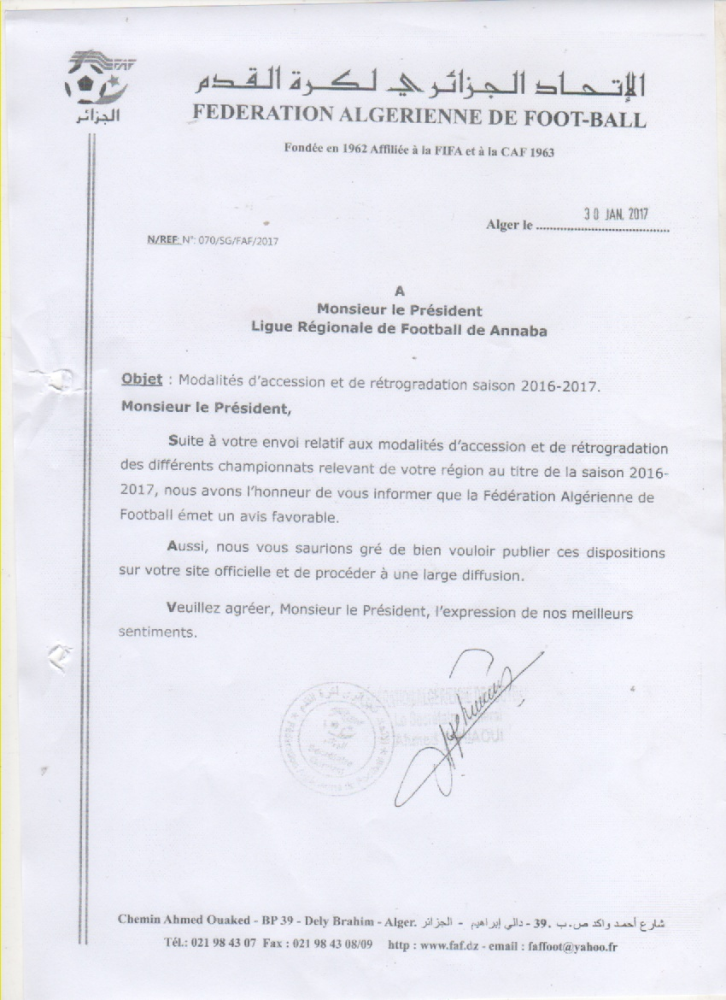 FAF
الجزائر
الإتحاد الجزائري لكرة القدم
FEDERATION ALGERIENNE DE FOOT-BALL
Fondée en 1962 Affiliée à la FIFA et à la CAF 1963
30 JAN. 2017
Alger le ......................................
N/REF: N°: 070/SG/FAF/2017
A
Monsieur le Président
Ligue Régionale de Football de Annaba
Objet : Modalités d'accession et de rétrogradation saison 2016-2017.
Monsieur le Président,
Suite à votre envoi relatif aux modalités d'accession et de rétrogradation
des différents championnats relevant de votre région au titre de la saison 2016-
2017, nous avons l'honneur de vous informer que la Fédération Algérienne de
Football émet un avis favorable.
Aussi, nous vous saurions gré de bien vouloir publier ces dispositions
sur votre site officielle et de procéder à une large diffusion.
Veuillez agréer, Monsieur le Président, l'expression de nos meilleurs
sentiments.
Le Secrétaire
Ahmed
Chemin Ahmed Ouaked - BP 39 - Dely Brahim - Alger. شارع أحمد واكد ص.ب .39 - دالي إبراهيم - الجزائر
Tél.: 021 98 43 07 Fax : 021 98 43 08/09 http : www.faf.dz - email : faffoot@yahoo.fr